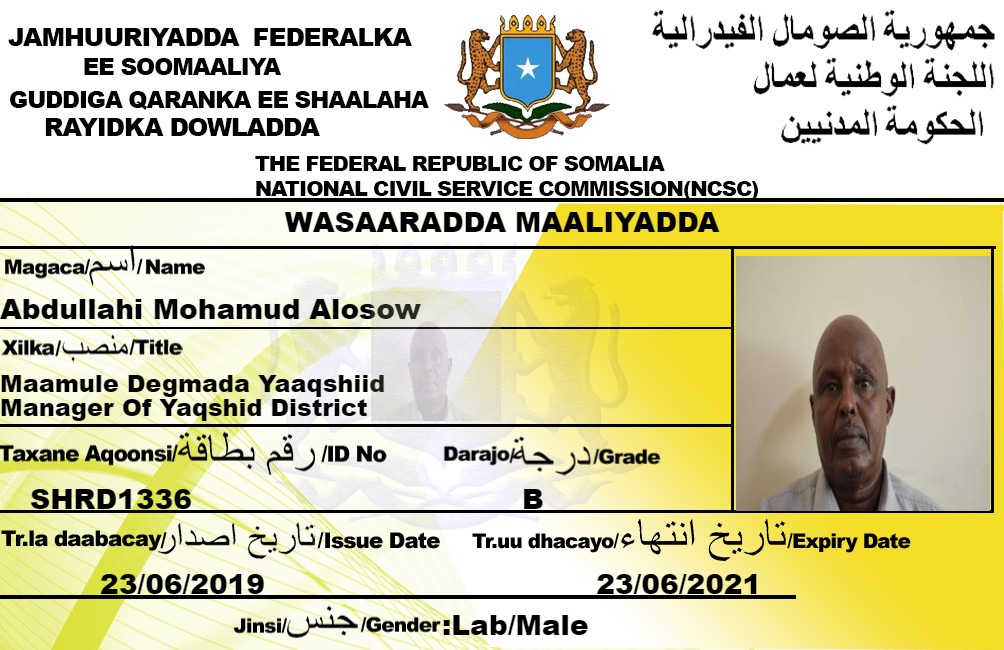 JAMHUURIYADDA FEDERALKA
EE SOOMAALIYA
GUDDIGA QARANKA EE SHAALAHA
RAYIDKA DOWLADDA
جمهورية الصومال الفيدرالية
اللجنة الوطنية لعمال
الحكومة المدنيين
THE FEDERAL REPUBLIC OF SOMALIA
NATIONAL CIVIL SERVICE COMMISSION(NCSC)
WASAARADDA MAALIYADDA
Magaca/اسم/Name
Abdullahi Mohamud Alosow
Xilka/منصب/Title
Maamule Degmada Yaaqshiid
Manager Of Yaqshid District
Taxane Aqoonsi/رقم بطاقة/ID No
SHRD1336
Darajo/درجة/Grade
B
Tr.la daabacay/تاريخ اصدار/Issue Date
23/06/2019
Tr.uu dhacayo/تاريخ انتهاء/Expiry Date
23/06/2021
Jinsi/جنس/Gender:Lab/Male